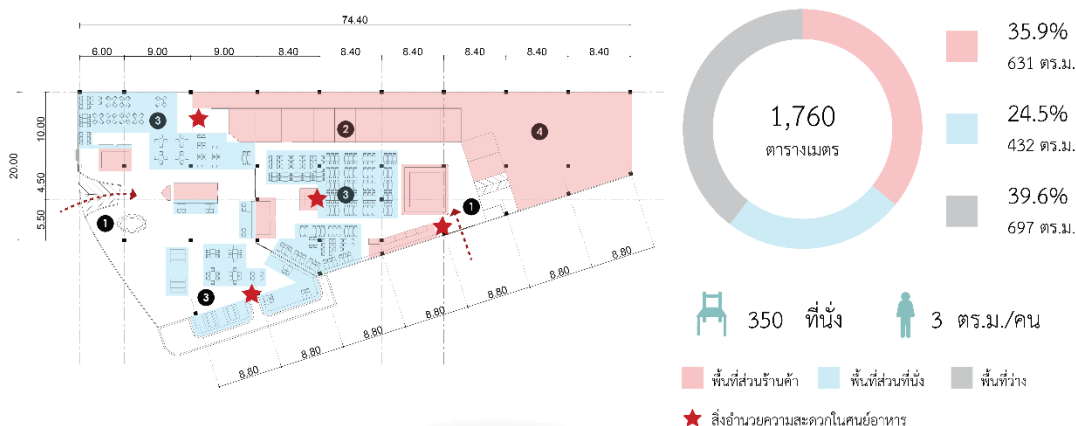 74.40
6.00 9.00 9.00 8.40 8.40 8.40 8.40 8.40 8.40
20.00
10.00
4.50
5.50
3
2
4
3
1
1
3
8.80
8.80
8.80
8.80
8.80
8.80
8.80
1,760
ตารางเมตร
35.9%
631 ตร.ม.
24.5%
432 ตร.ม.
39.6%
697 ตร.ม.
350 ที่นั่ง
3 ตร.ม./คน
พื้นที่ส่วนร้านค้า พื้นที่ส่วนที่นั่ง พื้นที่ว่าง
สิ่งอำนวยความสะดวกในศูนย์อาหาร